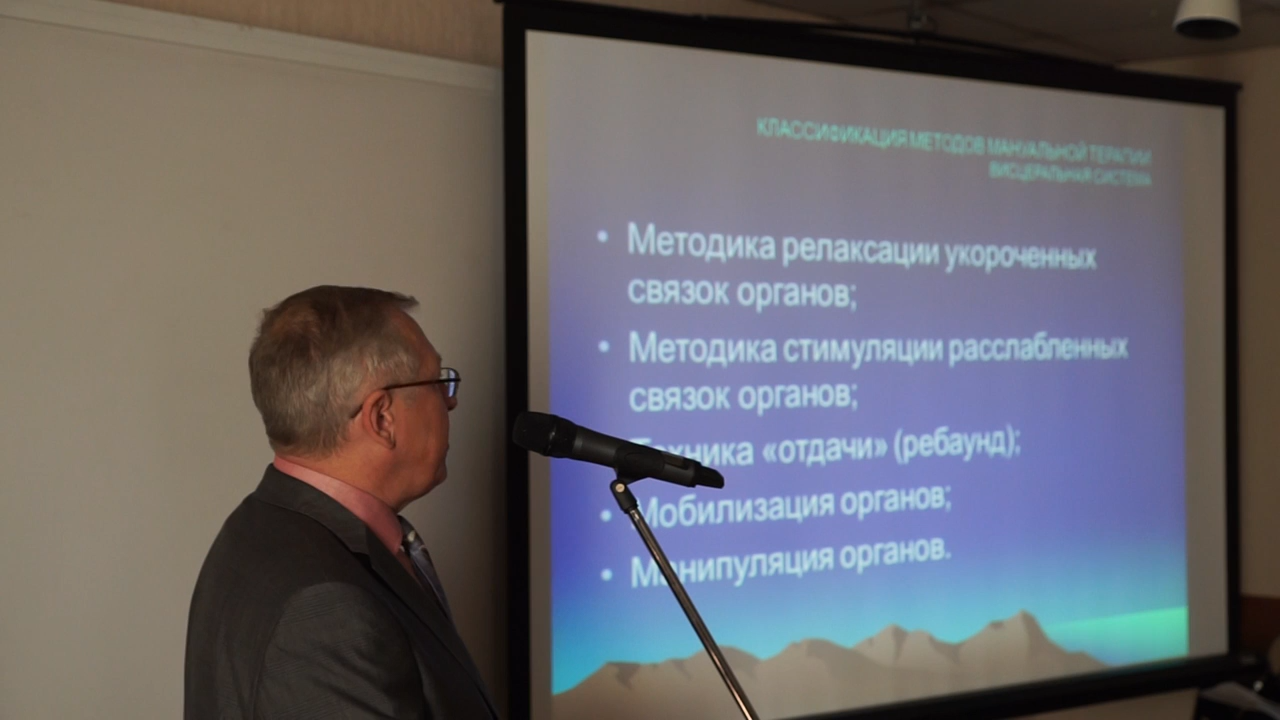 КЛАССИФИКАЦИЯ МЕТОДОВ МАНУАЛЬНОЙ ТЕРАПИИ
ВИСЦЕРАЛЬНАЯ СИСТЕМА
• Методика релаксации укороченных
связок органов;
• Методика стимуляции расслабленных
связок органов;
Техника «отдачи» (ребаунд);
• Мобилизация органов;
• Манипуляция органов.